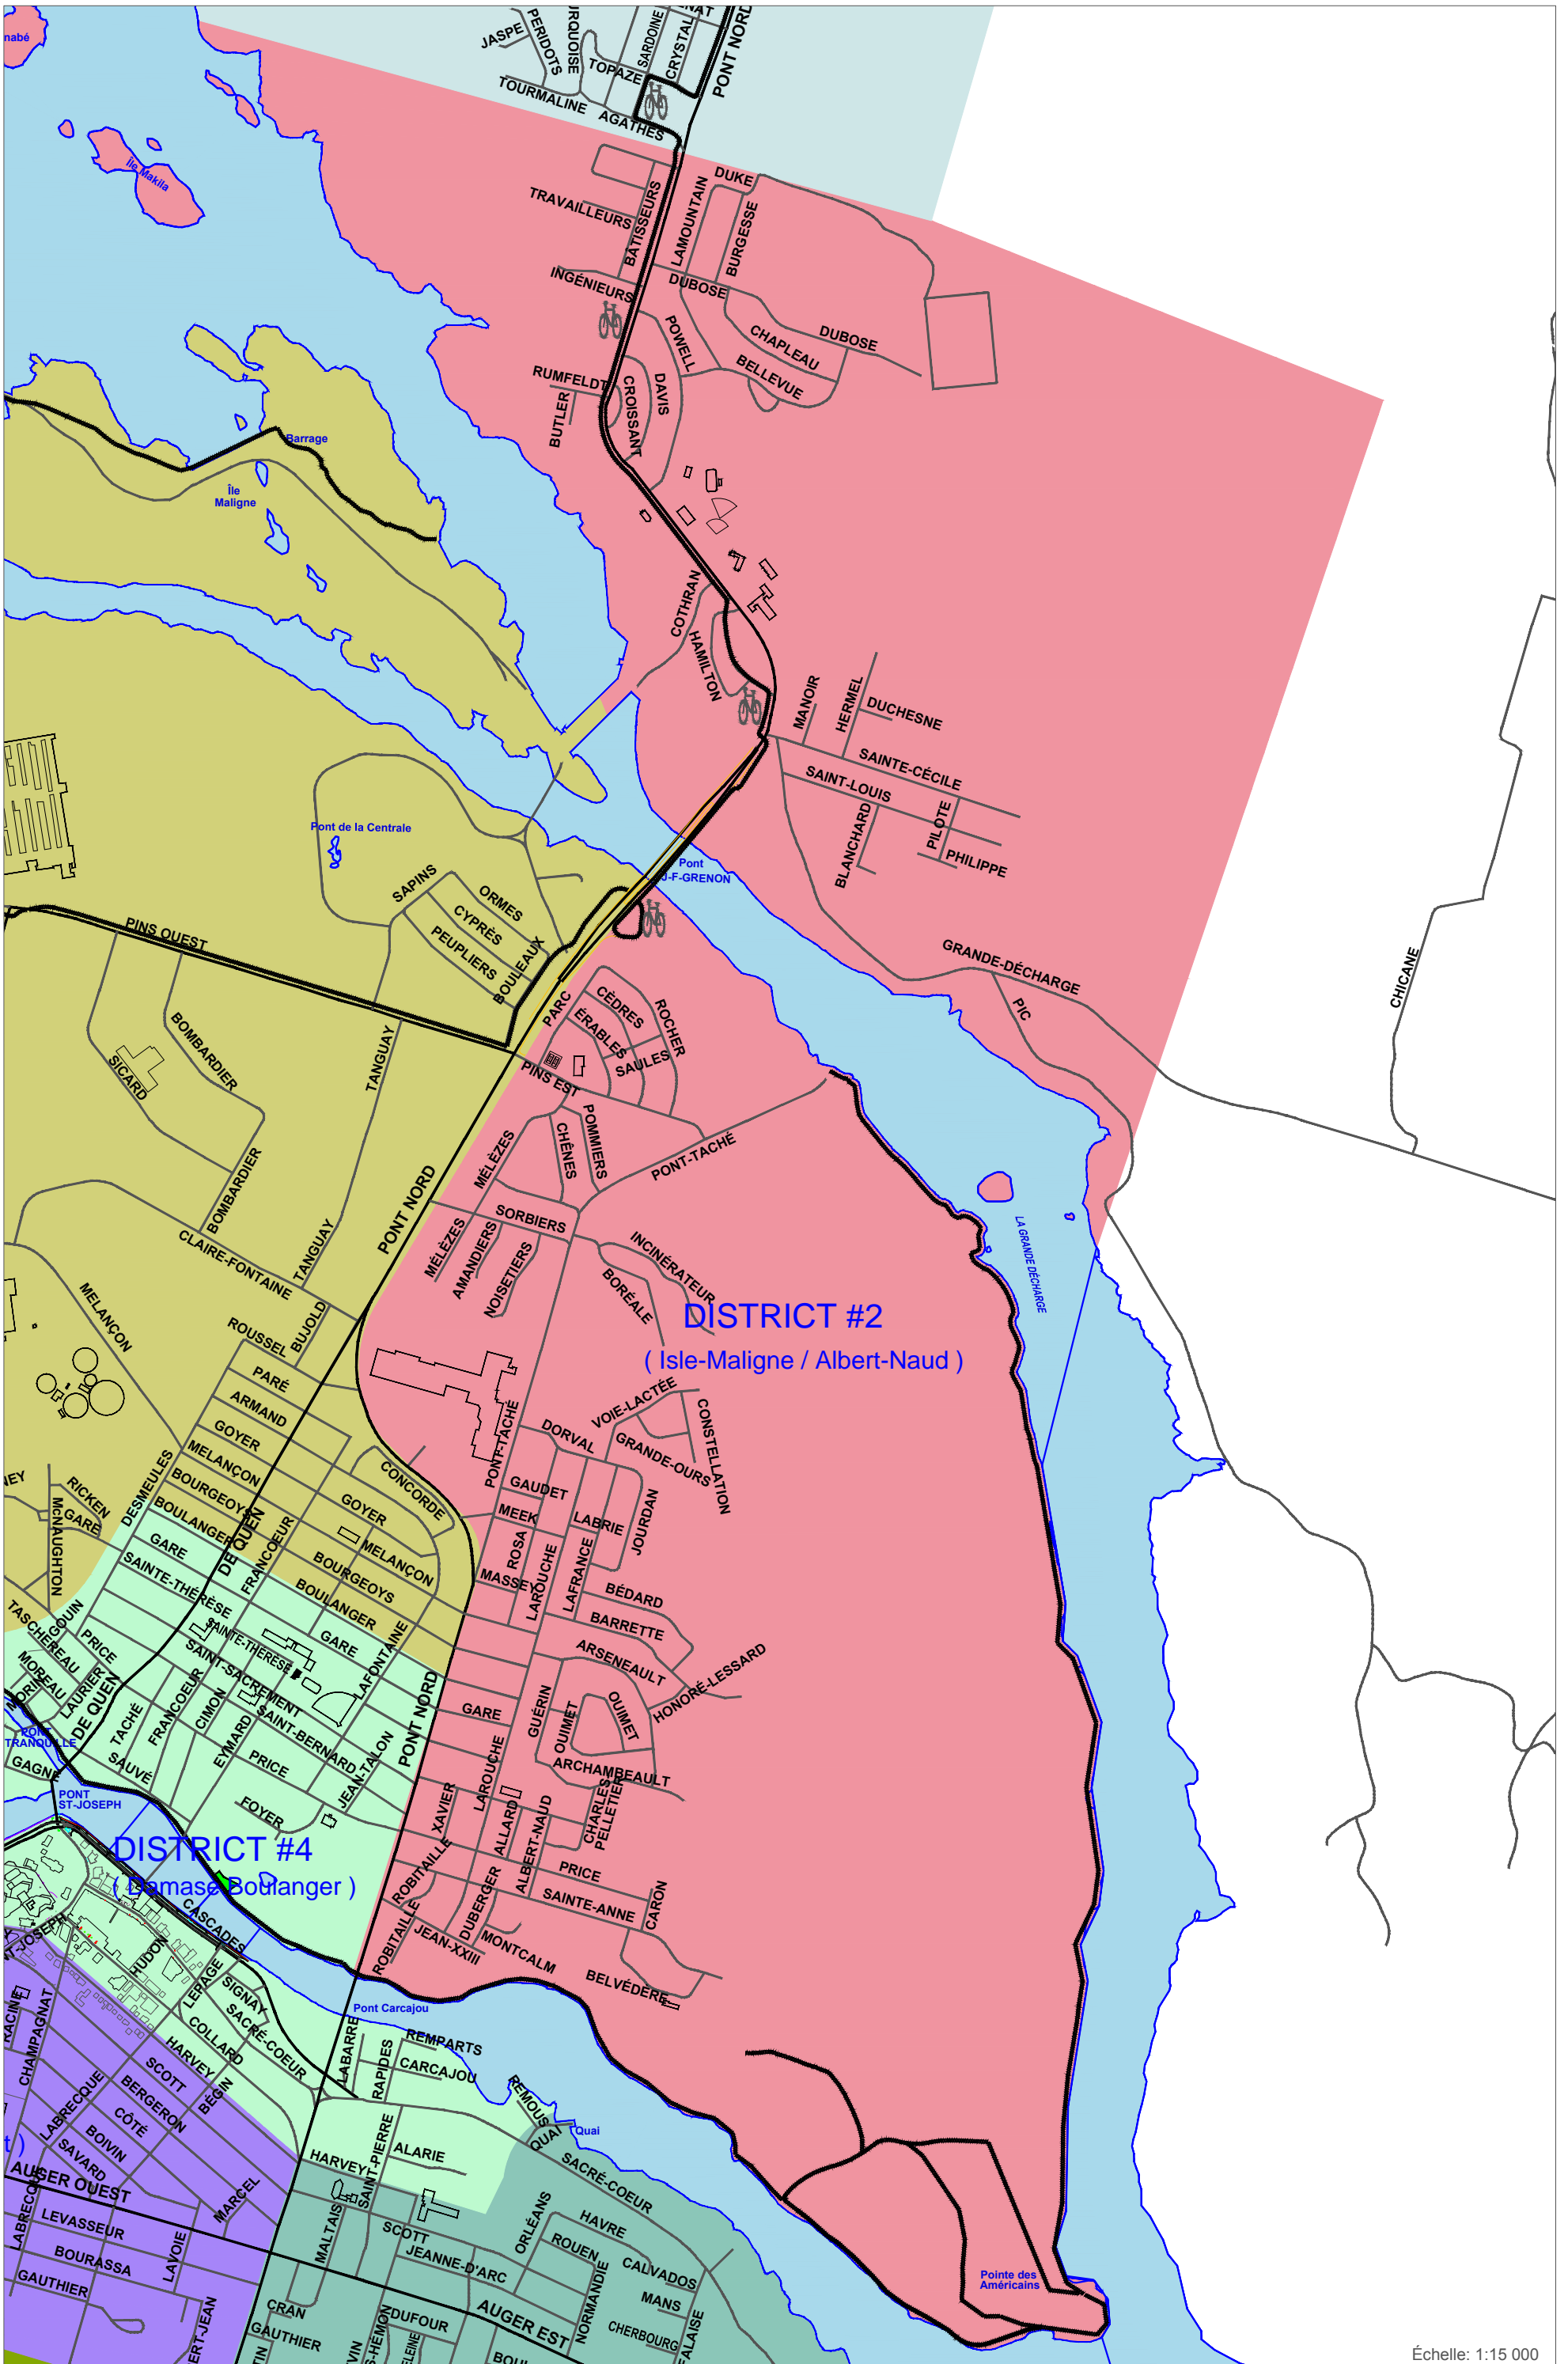 nabé
JASPE
PERIDOTS
TOPAZE
SARDOINE
CRYSTAL
PONT NORD
TOURMALINE
AGATHES
Île Makila
DUKE
TRAVAILLEURS
BÂTISSEURS
LAMOUNTAIN
BURGESSE
INGÉNIEURS
DUBOSE
POWELL
CHAPLEAU
DUBOSE
BELLEVUE
RUMFELDT
BUTLER
CROISSANT
DAVIS
Barrage
Île
Maligne
COTHRAN
HAMILTON
MANOIR
HERMEL
DUCHESNE
SAINTE-CÉCILE
SAINT-LOUIS
BLANCHARD
PILOTE
PHILIPPE
Pont de la Centrale
Pont
J-F-GRENON
SAPINS
ORMES
CYPRÈS
PEUPLIERS
BOULEAUX
PINS OUEST
GRANDE-DÉCHARGE
PIC
CHICANE
PARC
CÈDRES
ÉRABLES
ROCHER
SAULES
PINS EST
BOMBARDIER
SICARD
TANGUAY
MÉLÈZES
CHÊNES
POMMIERS
PONT-TACHÉ
BOMBARDIER
PONT NORD
SORBIERS
MÉLÈZES
AMANDIERS
NOISETIERS
INCINÉRATEUR
BORÉALE
LA GRANDE DÉCHARGE
CLAIRE-FONTAINE
TANGUAY
MELANÇON
BUJOLD
ROUSSEL
DISTRICT #2
( Isle-Maligne / Albert-Naud )
PARÉ
ARMAND
GOYER
MELANÇON
BOURGEOYS
BOULANGER
DESMEULES
VOIE-LACTÉE
CONSTELLATION
DORVAL
GRANDE-OURS
PONT-TACHÉ
CONCORDE
GAUDET
GOYER
MEEK
LABRIE
JOURDAN
RICKEN
GARE
McNAUGHTON
DE QUEN
FRANCOEUR
MELANÇON
BOURGEOYS
BOULANGER
GARE
SAINTE-THÉRÈSE
MASSEY
ROSA
LAROUCHE
LAFRANCE
BÉDARD
BARRETTE
ARSENEAULT
HONORÉ-LESSARD
TASCHEREAU
GOUIN
PRICE
MOREAU
MORIN
LAURIER
DE QUEN
SAINTE-THÉRÈSE
SAINT-SACREMENT
GARE
LAFONTAINE
PONT NORD
GARE
GUÉRIN
OUIMET
OUIMET
ARCHAMBEAULT
TACHÉ
FRANCOEUR
CIMON
EYMARD
SAINT-BERNARD
JEAN-TALON
PRICE
SAUVÉ
PONT
TRANQUILLE
GAGNÉ
PONT
ST-JOSEPH
FOYER
XAVIER
LAROUCHE
ALLARD
ALBERT-NAUD
CHARLES-
PELLETIER
DISTRICT #4
( Damase Boulanger )
ROBITAILLE
PRICE
SAINTE-ANNE
CARON
DUBERGER
ROBITAILLE
JEAN-XXIII
MONTCALM
BELVÉDÈRE
CASCADES
HUDON
LEPAGE
SIGNAY
SACRÉ-COEUR
COLLARD
HARVEY
Pont Carcajou
LABARRE
RAPIDES
REMPARTS
CARCAJOU
RACINE
CHAMPAGNAT
SCOTT
BERGERON
BÉGIN
LABRECQUE
CÔTÉ
BOIVIN
SAVARD
REMOUS
QUAI
Quai
AUGER OUEST
HARVEY
SAINT-PIERRE
ALARIE
SACRÉ-COEUR
MARCEL
LABRECQUE
LEVASSEUR
BOURASSA
GAUTHIER
LAVOIE
MALTAIS
SCOTT
JEANNE-D'ARC
ORLÉANS
HAVRE
ROUEN
CALVADOS
NORMANDIE
MANS
CHERBOURG
CRAN
GAUTHIER
DUFOUR
AUGER EST
Pointe des
Américains
Échelle: 1:15 000